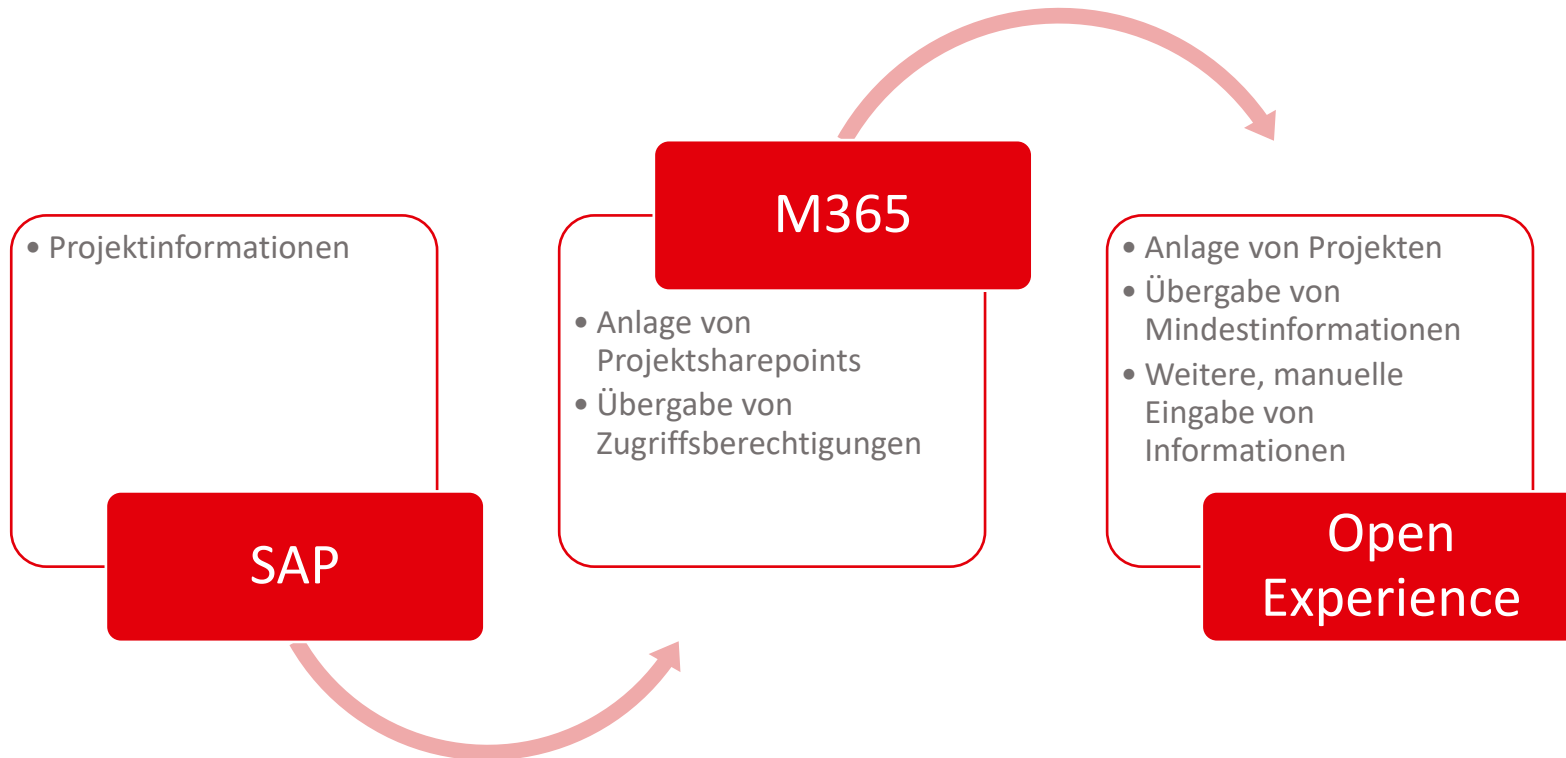 • Projektinformationen
SAP
M365
• Anlage von
Projektsharepoints
• Übergabe von
Zugriffsberechtigungen
• Anlage von Projekten
• Übergabe von
Mindestinformationen
• Weitere, manuelle
Eingabe von
Informationen
Open
Experience